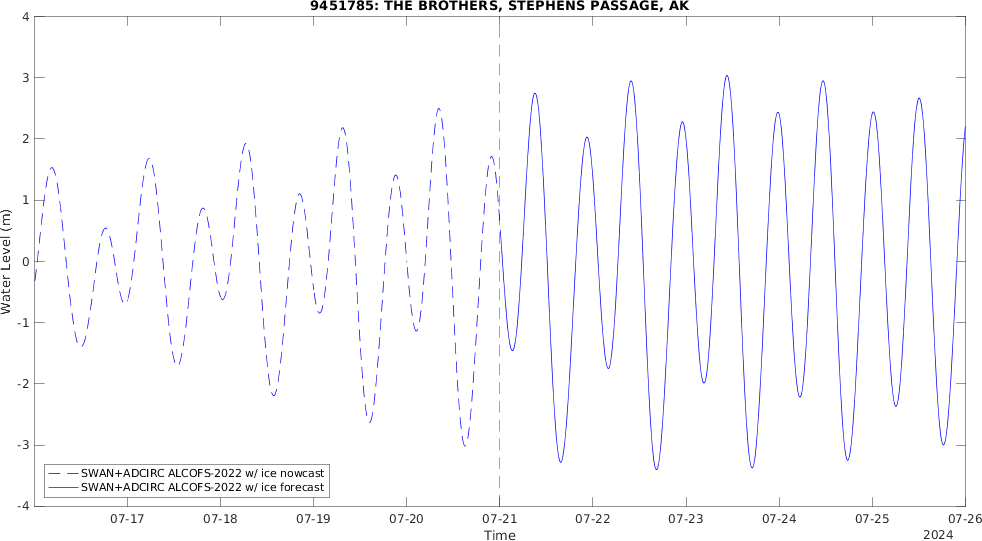 9451785: THE BROTHERS, STEPHENS PASSAGE, AK
4
3
2
1
0
-1
-2
-3
-4
Water Level (m)
SWAN+ADCIRC ALCOFS-2022 w/ ice nowcast
SWAN+ADCIRC ALCOFS-2022 w/ ice forecast
07-17 07-18 07-19 07-20 07-21 07-22 07-23 07-24 07-25 07-26
Time
2024